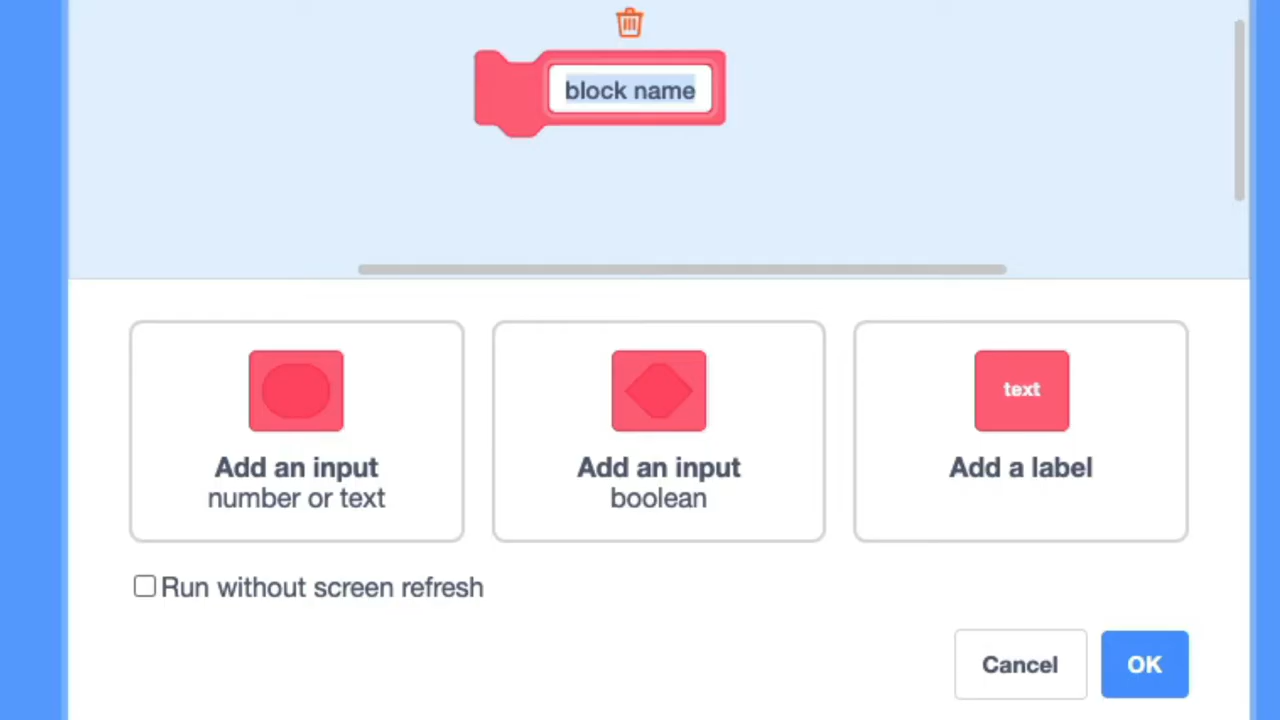 block name
text
Add an input
number or text
Add an input
boolean
Add a label
Run without screen refresh
Cancel
OK